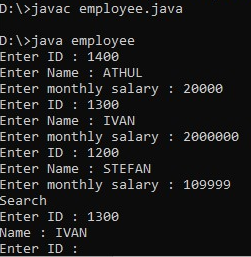 D:\>javac employee.java
D:\>java employee
Enter ID : 1400
Enter Name : ATHUL
Enter monthly salary : 20000
Enter ID : 1300
Enter Name : IVAN
Enter monthly salary : 2000000
Enter ID : 1200
Enter Name : STEFAN
Enter monthly salary : 109999
Search
Enter ID : 1300
Name : IVAN
Enter ID :